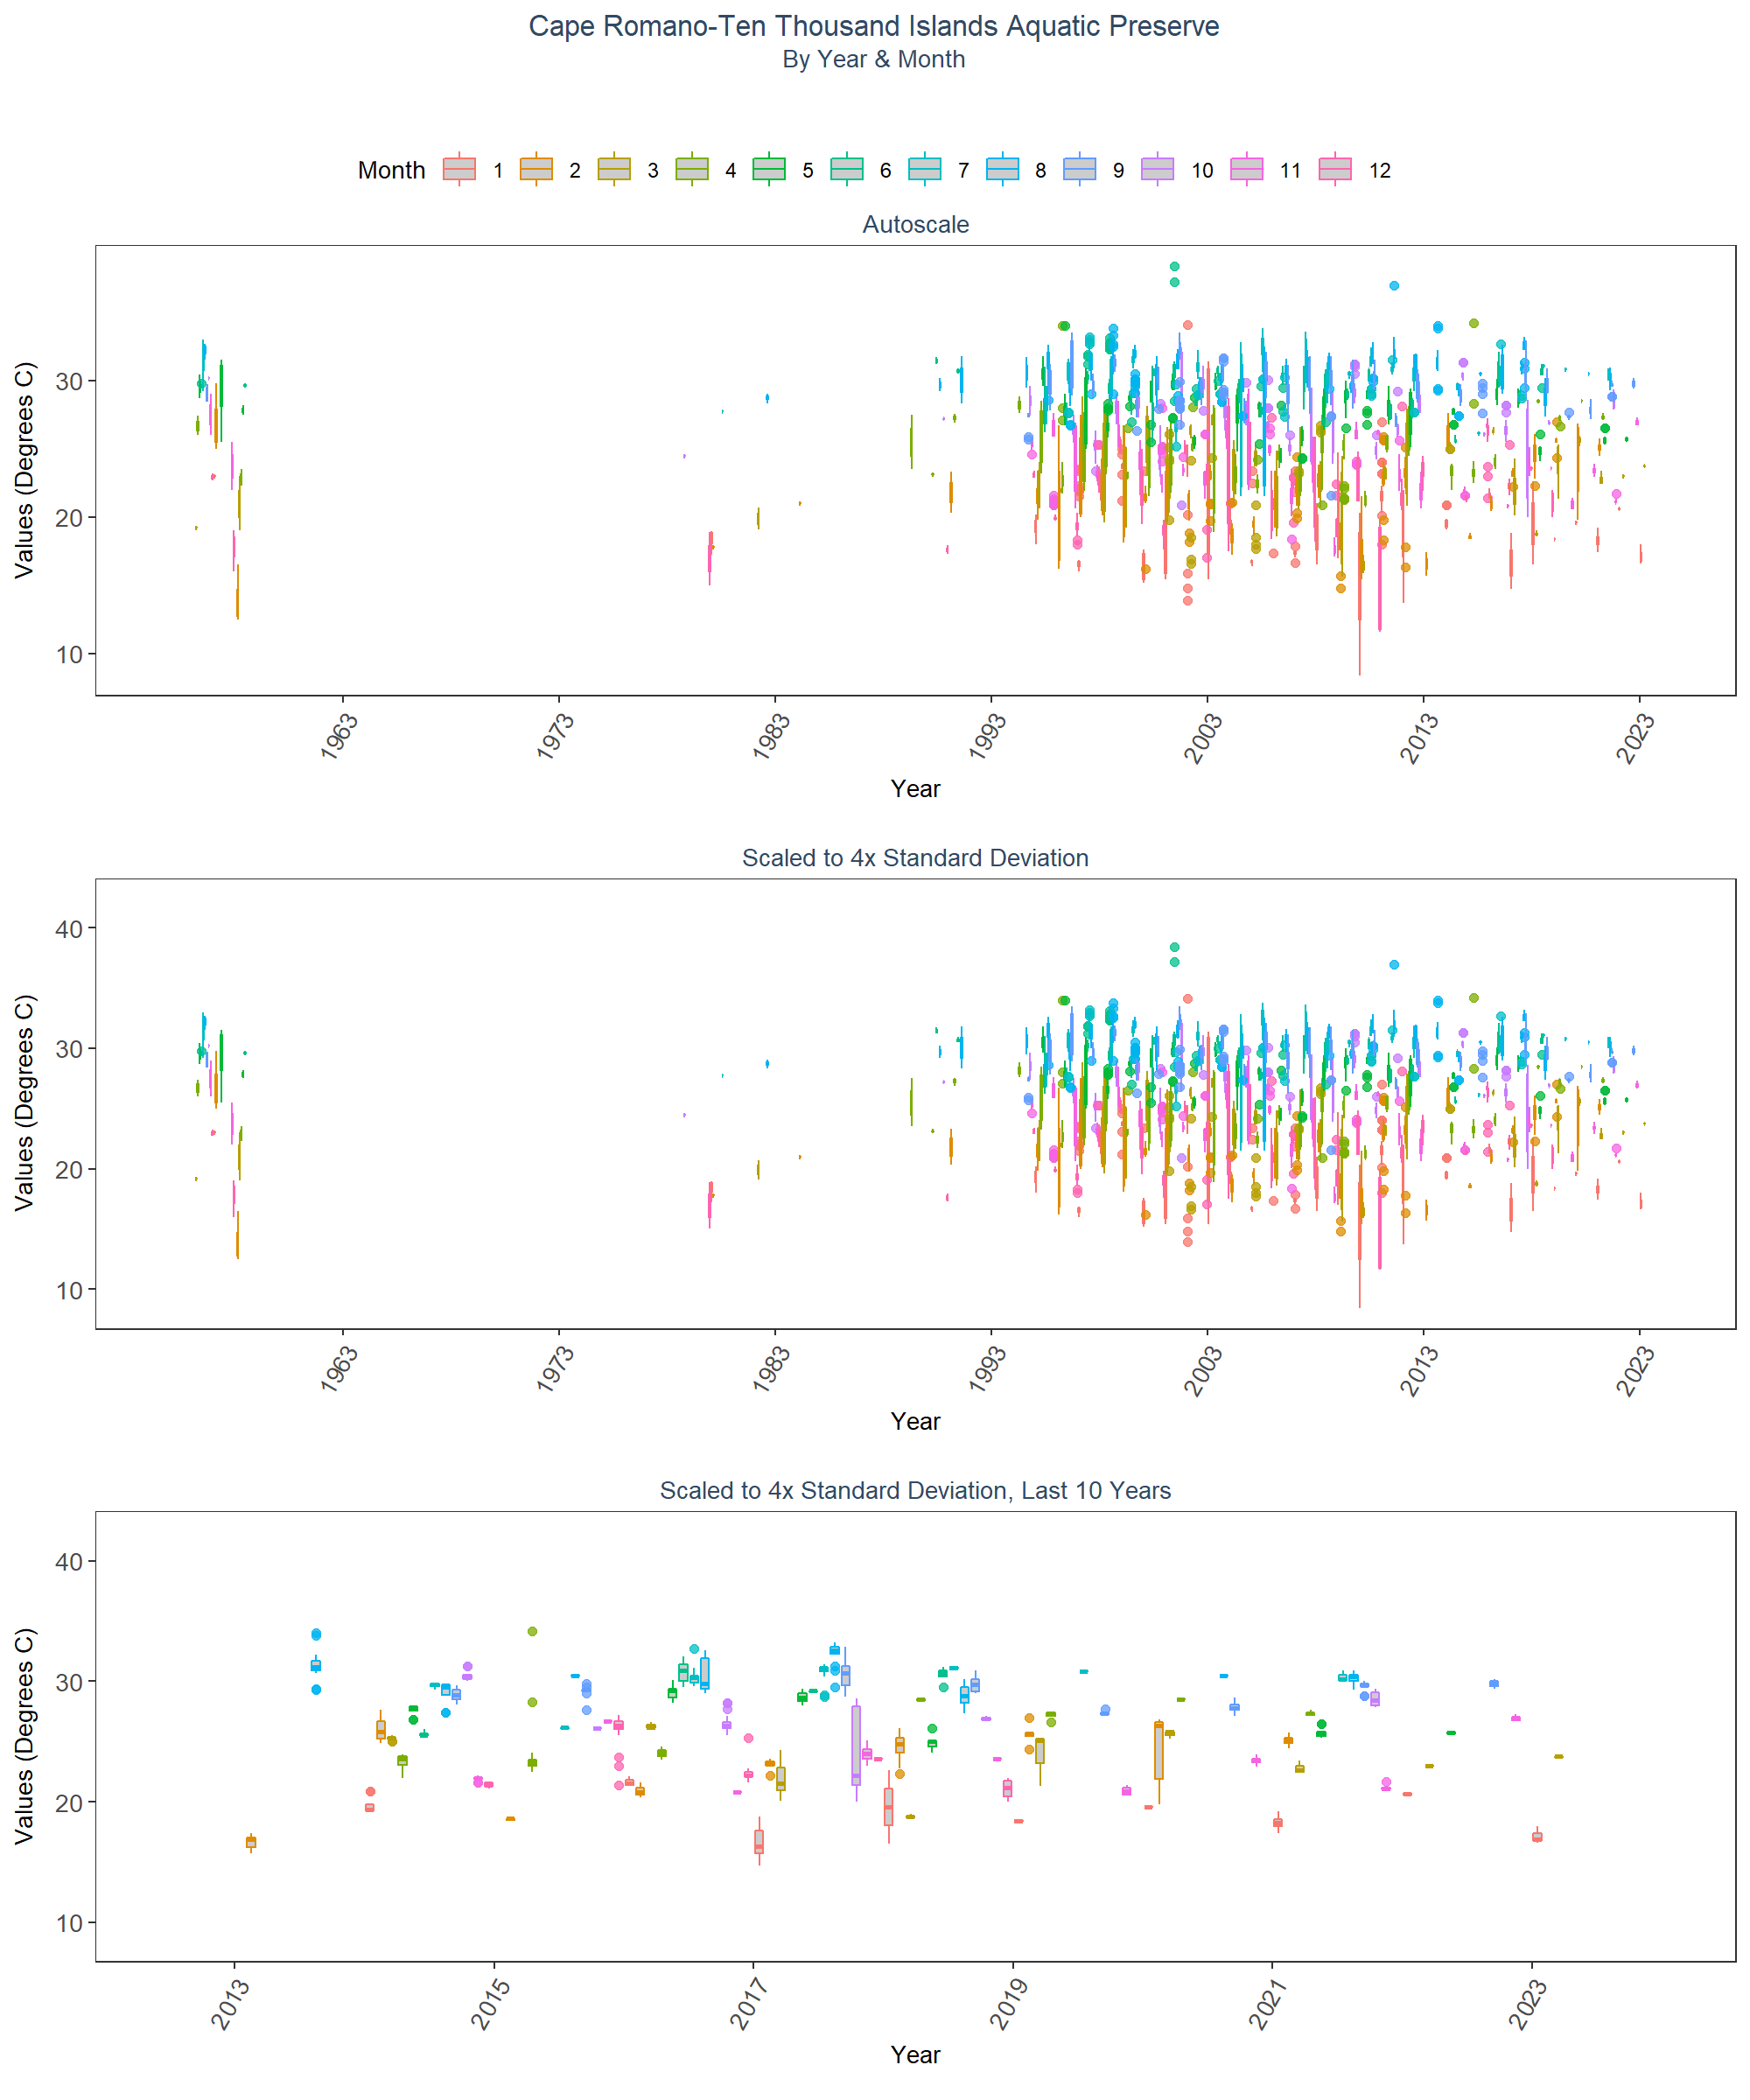 Cape Romano-Ten Thousand Islands Aquatic Preserve
By Year & Month
Month 1 2 3 4 5 6 7 8 9 10 11 12
Autoscale
Values (Degrees C)
30
20
10
1963 1973 1983 1993 2003 2013 2023
Year
Scaled to 4x Standard Deviation
Values (Degrees C)
40
30
20
10
1963 1973 1983 1993 2003 2013 2023
Year
Scaled to 4x Standard Deviation, Last 10 Years
Values (Degrees C)
40
30
20
10
2013 2015 2017 2019 2021 2023
Year